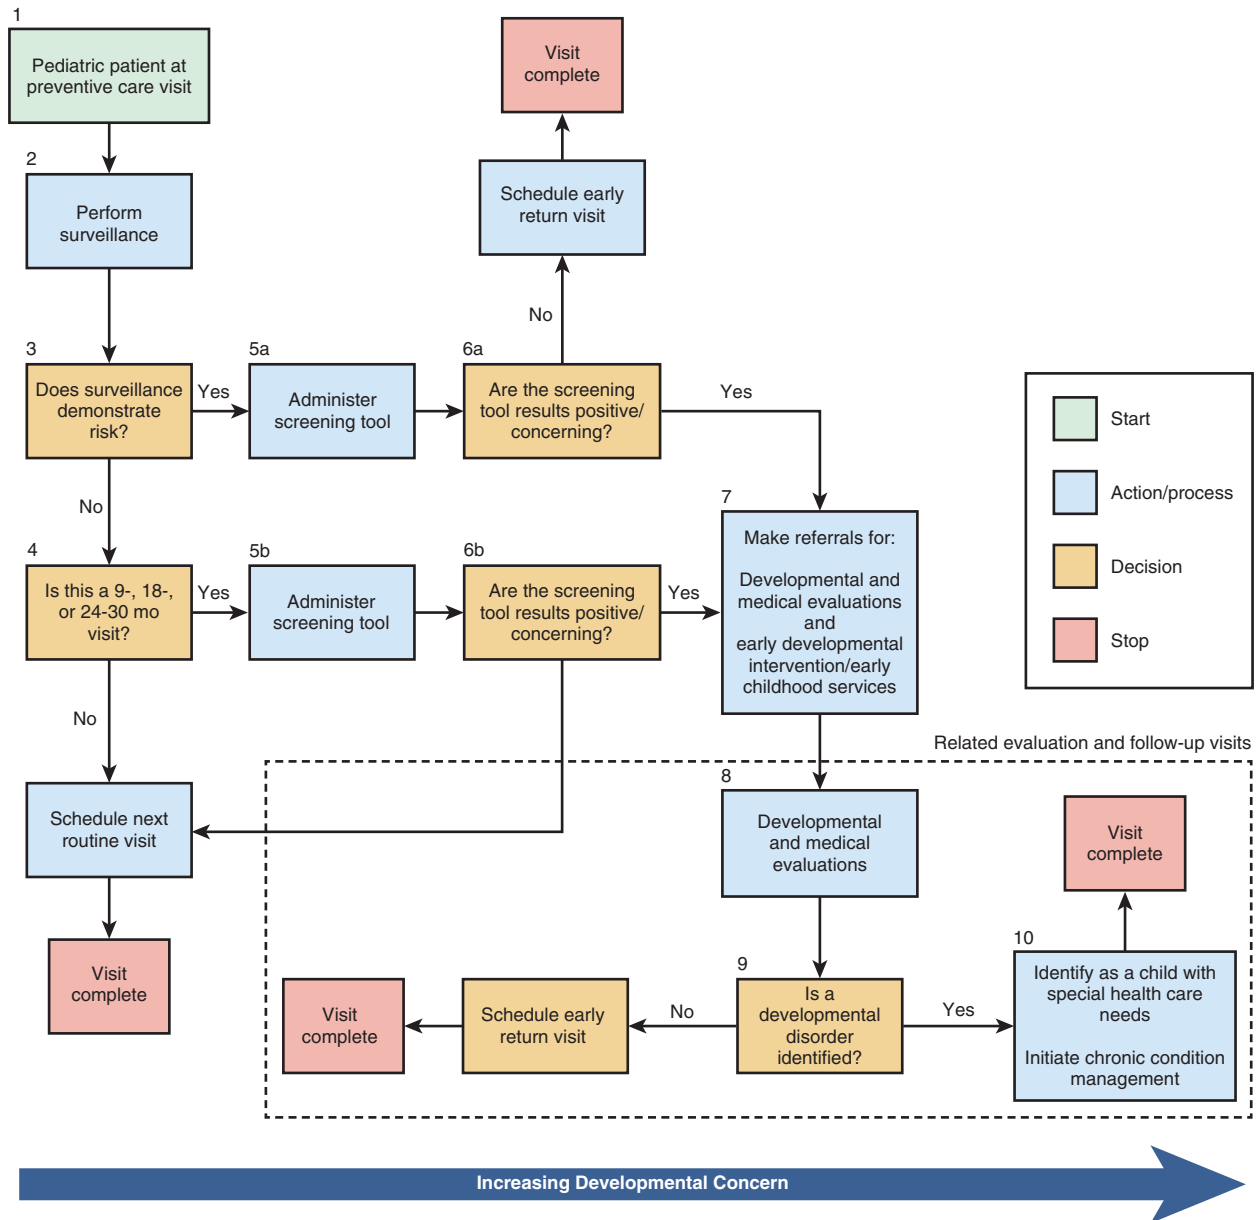 1
Pediatric patient at
preventive care visit
Visit
complete
2
Perform
surveillance
Schedule early
return visit
No
3
Does surveillance
demonstrate
risk?
Yes
5a
Administer
screening tool
6a
Are the screening
tool results positive/
concerning?
Yes
No
4
Is this a 9-, 18-,
or 24-30 mo
visit?
Yes
5b
Administer
screening tool
6b
Are the screening
tool results positive/
concerning?
Yes
7
Make referrals for:
Developmental and
medical evaluations
and
early developmental
intervention/early
childhood services
Start
Action/process
Decision
Stop
No
Schedule next
routine visit
Visit
complete
Related evaluation and follow-up visits
8
Developmental
and medical
evaluations
9
Is a
developmental
disorder
identified?
No
Schedule early
return visit
Visit
complete
Yes
10
Identify as a child with
special health care
needs
Initiate chronic condition
management
Visit
complete
Increasing Developmental Concern